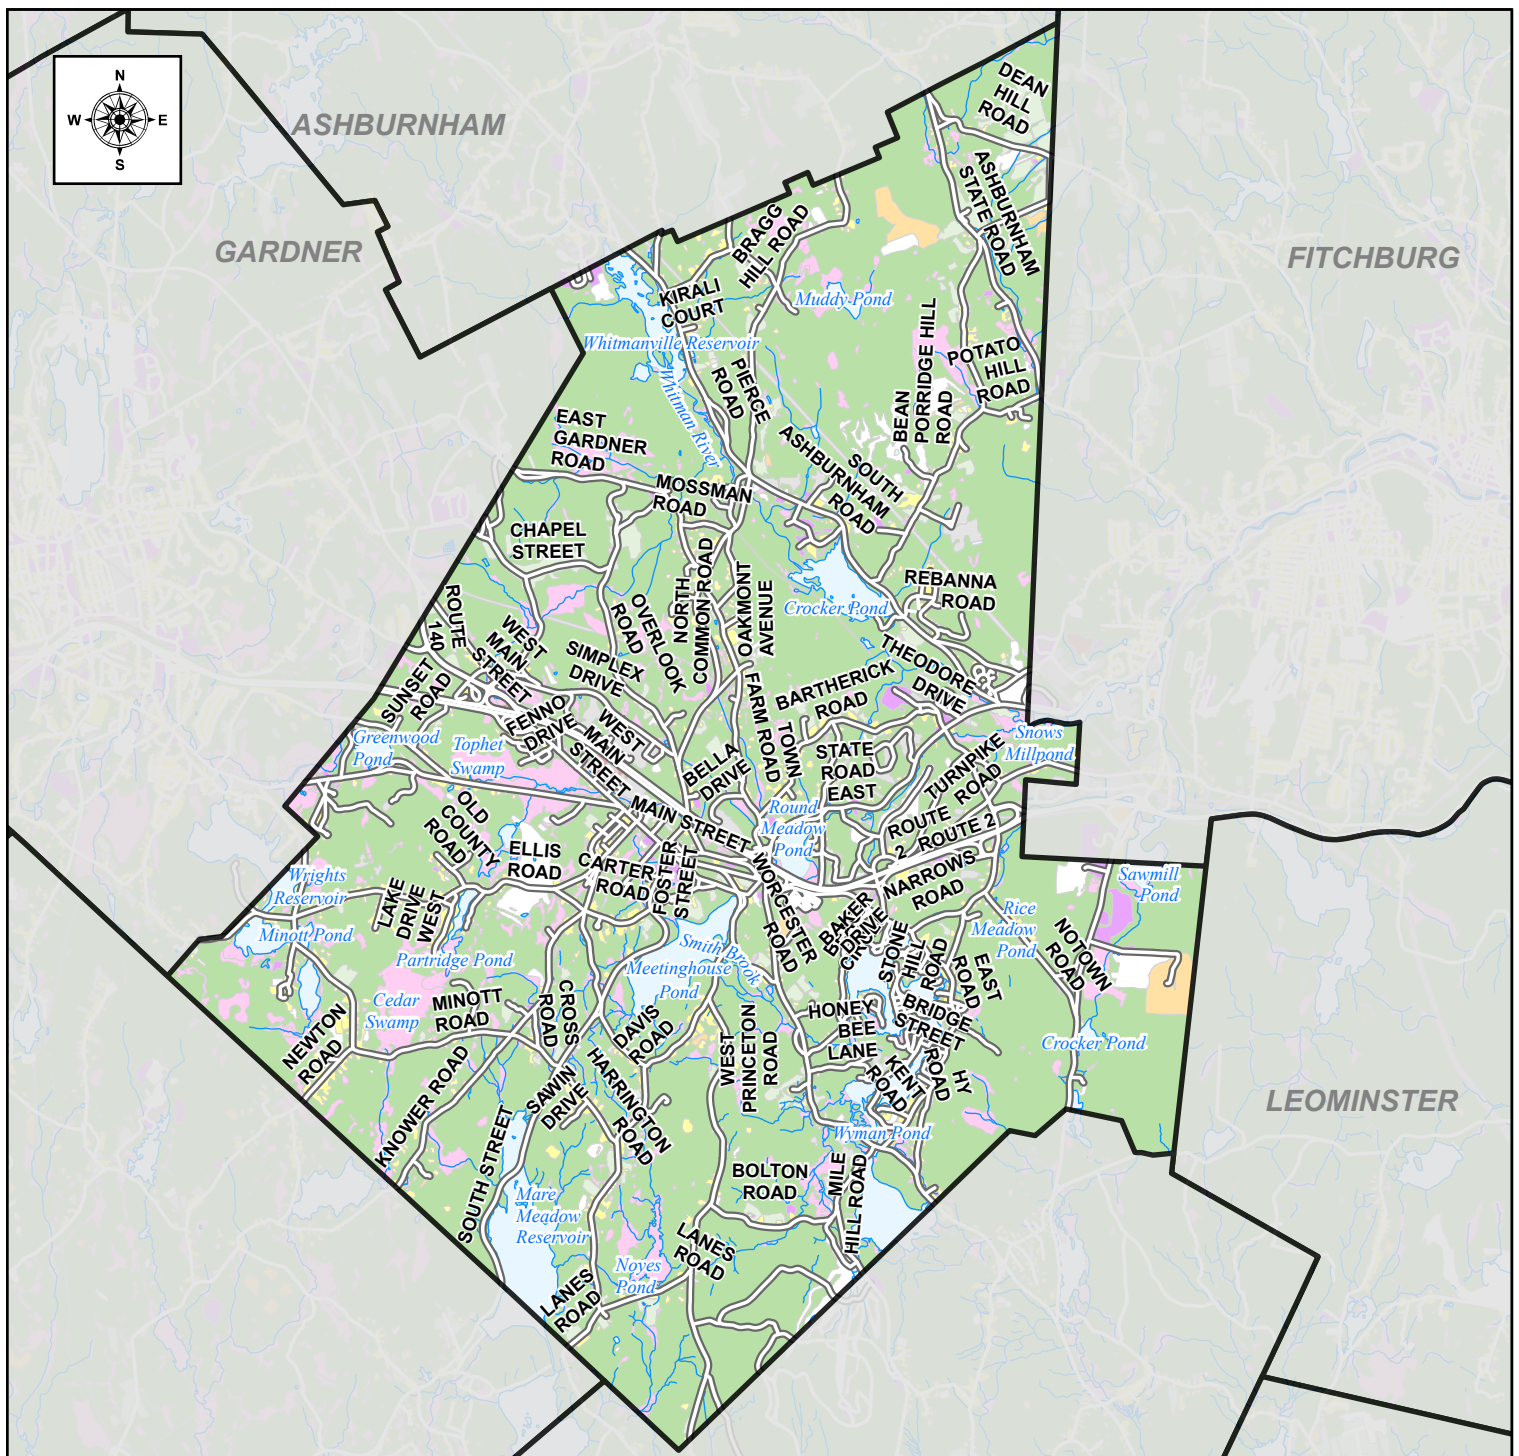 N
W E
S
ASHBURNHAM
GARDNER
FITCHBURG
LEOMINSTER
DEAN
HILL
ROAD
ASHBURNHAM
STATE ROAD
BRAGG
HILL ROAD
KIRALI
COURT
Muddy Pond
Whitmanville Reservoir
Whitman River
PIERCE
ROAD
BEAN
PORRIDGE HILL
ROAD
POTATO
HILL
ROAD
EAST
GARDNER
ROAD
MOSSMAN
ROAD
SOUTH
ASHBURNHAM
ROAD
CHAPEL
STREET
NORTH
COMMON ROAD
OAKMONT
AVENUE
REBANNA
ROAD
Crocker Pond
ROUTE
140
WEST
MAIN
STREET
OVERLOOK
ROAD
SIMPLEX
DRIVE
SUNSET
ROAD
FENNO
DRIVE
WEST
MAIN
STREET
THEODORE
DRIVE
BARTHERICK
ROAD
FARM ROAD
TOWN
Greenwood
Pond
Tophet
Swamp
BELLA
DRIVE
STATE
ROAD
EAST
TURNPIKE
ROAD
Snows
Millpond
OLD
COUNTY
ROAD
MAIN STREET
Round
Meadow
Pond
ROUTE
2
ROUTE 2
ELLIS
ROAD
CARTER
ROAD
FOSTER
STREET
WORCESTER
ROAD
NARROWS
ROAD
Sawmill
Pond
Wrights
Reservoir
LAKE
DRIVE
WEST
BAKER
DRIVE
CIR
STONE
HILL
ROAD
Rice
Meadow
Pond
NOTOWN
ROAD
Minott Pond
Partridge Pond
Smith Brook
Meetinghouse
Pond
EAST
ROAD
Cedar
Swamp
MINOTT
ROAD
CROSS
ROAD
DAVIS
ROAD
HONEY
BEE
LANE
BRIDGE
STREET
NEWTON
ROAD
WEST
PRINCETON
ROAD
KENT
ROAD
HY
ROAD
Crocker Pond
KNOWER ROAD
SAWIN
DRIVE
HARRINGTON
ROAD
Wyman Pond
SOUTH STREET
BOLTON
ROAD
MILE
HILL ROAD
Mare
Meadow
Reservoir
LANES
ROAD
Noyes
Pond
LANES
ROAD